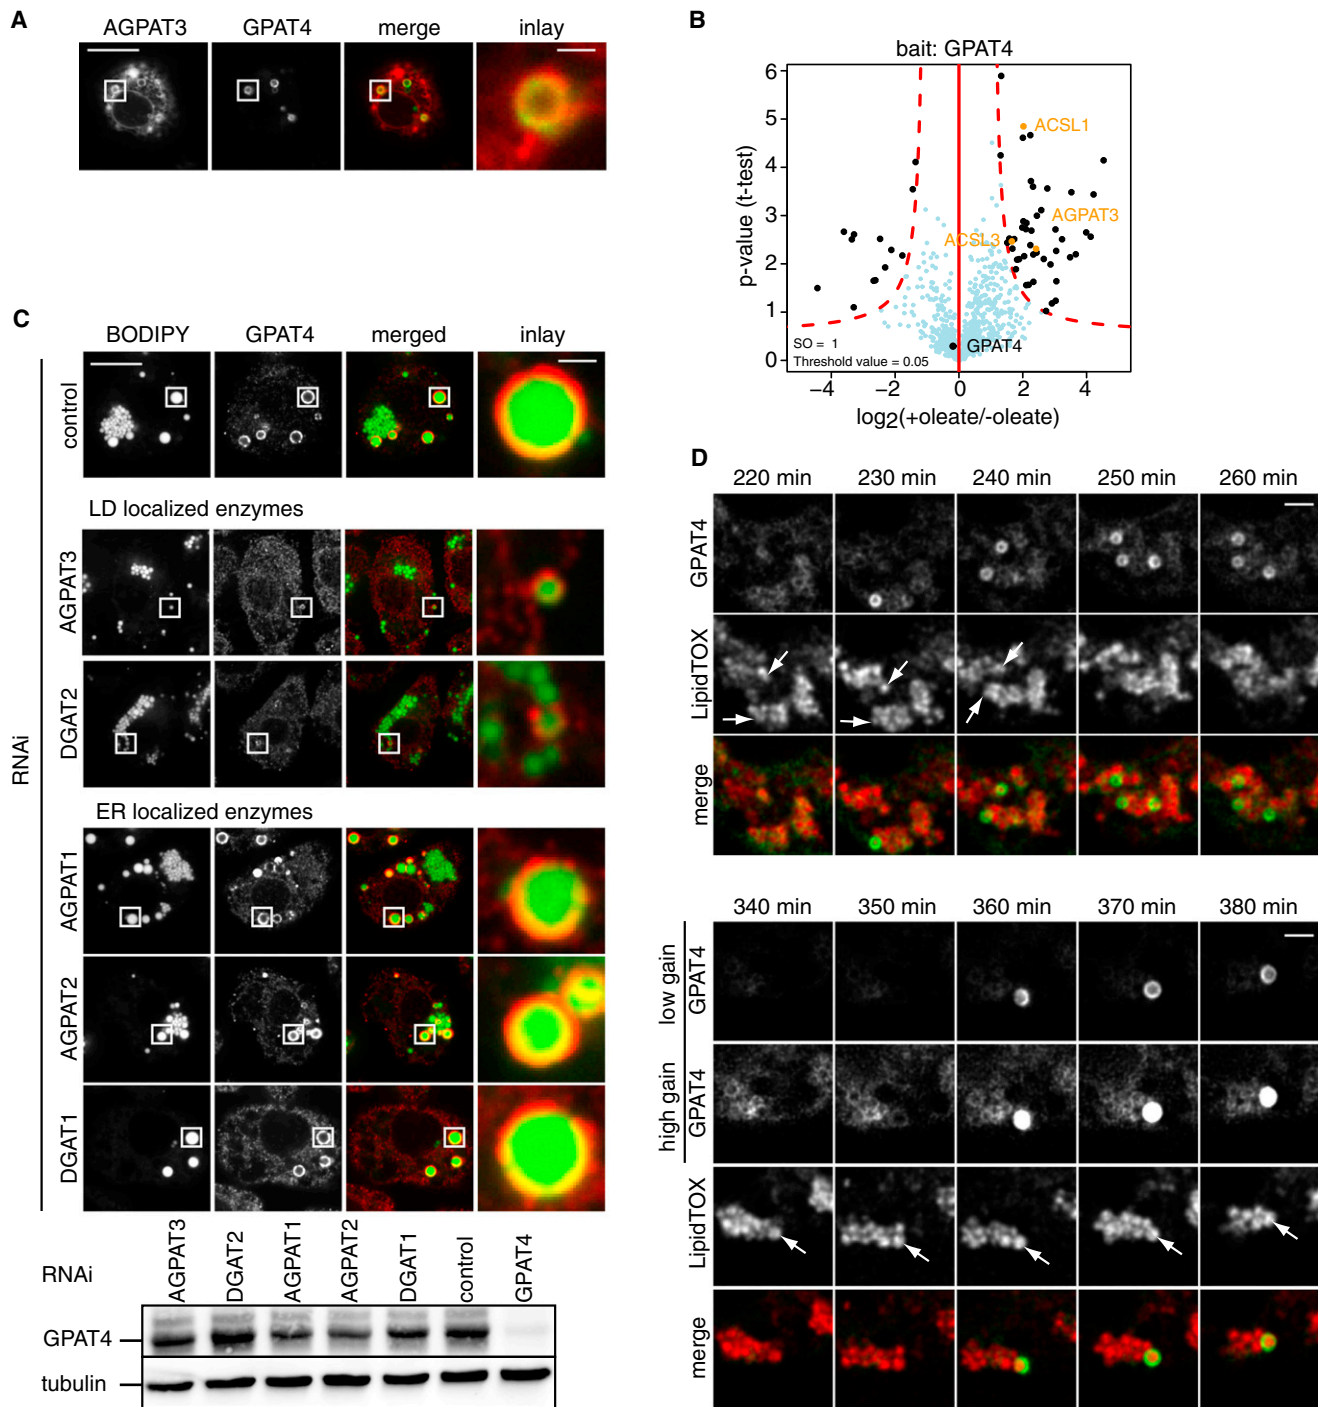 A
AGPAT3 GPAT4 merge inlay
B
bait: GPAT4
6
5
4
3
2
1
0
p-value (t-test)
ACSL1
AGPAT3
ACSL3
GPAT4
SO = 1
Threshold value = 0.05
−4 −2 0 2 4
log2(+oleate/-oleate)
C
BODIPY GPAT4 merged inlay
RNAi
control
LD localized enzymes
AGPAT3
DGAT2
ER localized enzymes
AGPAT1
AGPAT2
DGAT1
RNAi
AGPAT3 DGAT2 AGPAT1 AGPAT2 DGAT1 control GPAT4
GPAT4
tubulin
D
220 min 230 min 240 min 250 min 260 min
GPAT4
LipidTOX
merge
340 min 350 min 360 min 370 min 380 min
low gain
GPAT4
high gain
GPAT4
LipidTOX
merge